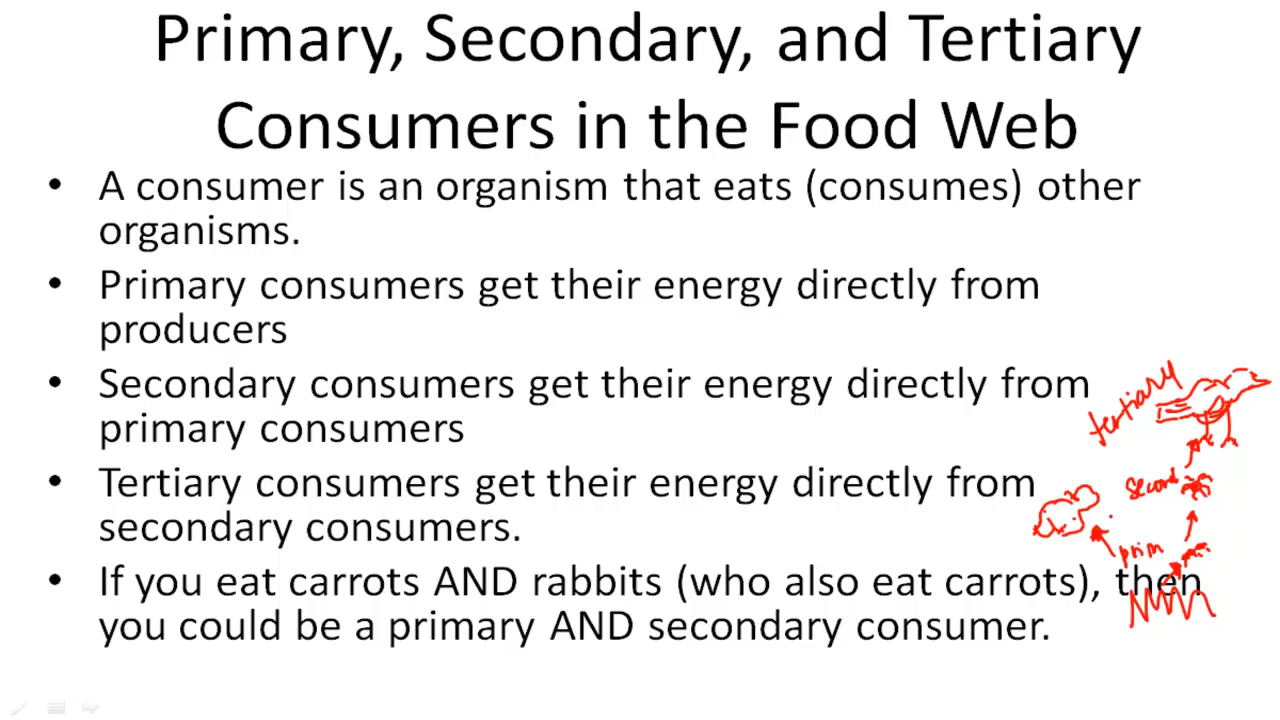 Primary, Secondary, and Tertiary
Consumers in the Food Web
• A consumer is an organism that eats (consumes) other
organisms.
• Primary consumers get their energy directly from
producers
• Secondary consumers get their energy directly from
primary consumers
• Tertiary consumers get their energy directly from
secondary consumers.
• If you eat carrots AND rabbits (who also eat carrots), then
you could be a primary AND secondary consumer.
tertiary
second
prim